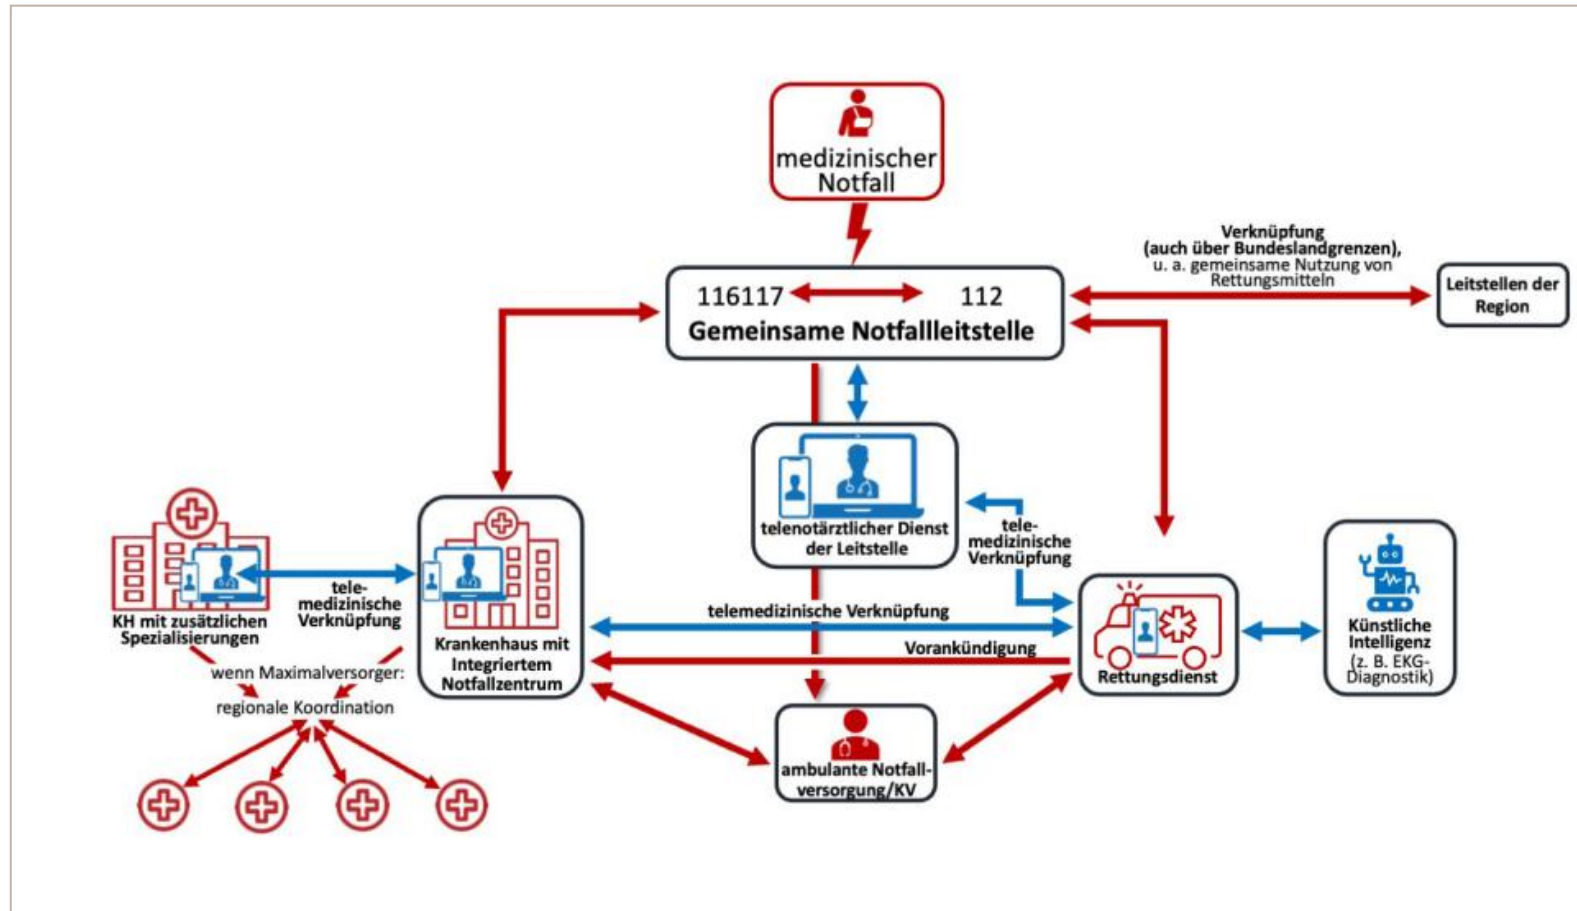 medizinischer
Notfall
Verknüpfung
(auch über Bundeslandgrenzen),
u. a. gemeinsame Nutzung von
Rettungsmitteln
Leitstellen der
Region
116117
112
Gemeinsame Notfallleitstelle
telenotärztlicher Dienst
der Leitstelle
tele-
medizinische
Verknüpfung
KH mit zusätzlichen
Spezialisierungen
tele-
medizinische
Verknüpfung
Krankenhaus mit
Integriertem
Notfallzentrum
telemedizinische Verknüpfung
Vorankündigung
Rettungsdienst
Künstliche
Intelligenz
(z. B. EKG-
Diagnostik)
wenn Maximalversorger:
regionale Koordination
ambulante Notfall-
versorgung/KV